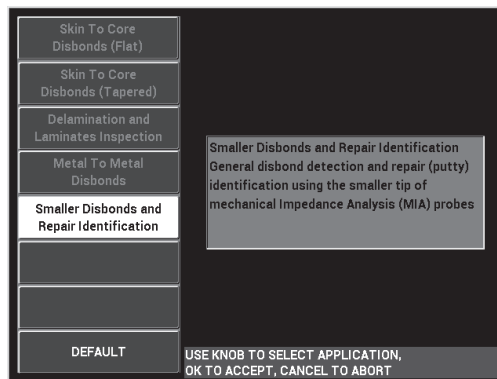 Skin To Core
Disbonds (Flat)
Skin To Core
Disbonds (Tapered)
Delamination and
Laminates Inspection
Metal To Metal
Disbonds
Smaller Disbonds and
Repair Identification
DEFAULT
Smaller Disbonds and Repair Identification
General disbond detection and repair (putty)
identification using the smaller tip of
mechanical Impedance Analysis (MIA) probes
USE KNOB TO SELECT APPLICATION,
OK TO ACCEPT, CANCEL TO ABORT